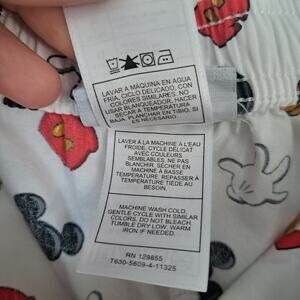 LAVAR A MÁQUINA EN AGUA
FRIA, CICLO DELICADO, CON
COLORES SIMILARES. NO
USAR BLANQUEADOR, HACER
SECAR A TEMPERATURA
BAJA, PLANCHAR EN TIBIO, SI
ES NECESARIO
LAVER À LA MACHINE À L'EAU
FROIDE, CYCLE DÉLICAT
AVEC COULEURS
SEMBLABLES, NE PAS
BLANCHIR. SÉCHER EN
MACHINE À BASSE
TEMPÉRATURE. REPASSER À
TEMPÉRATURE TIÈDE AU
BESOIN.
MACHINE WASH COLD,
GENTLE CYCLE WITH SIMILAR
COLORS. DO NOT BLEACH.
TUMBLE DRY LOW. WARM
IRON IF NEEDED.
RN 129855
T630-5609-4-11325